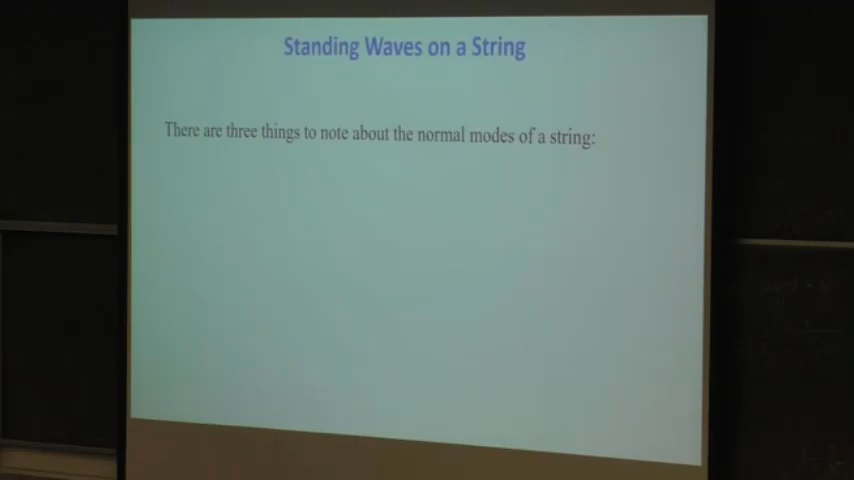 Standing Waves on a String
There are three things to note about the normal modes of a string: